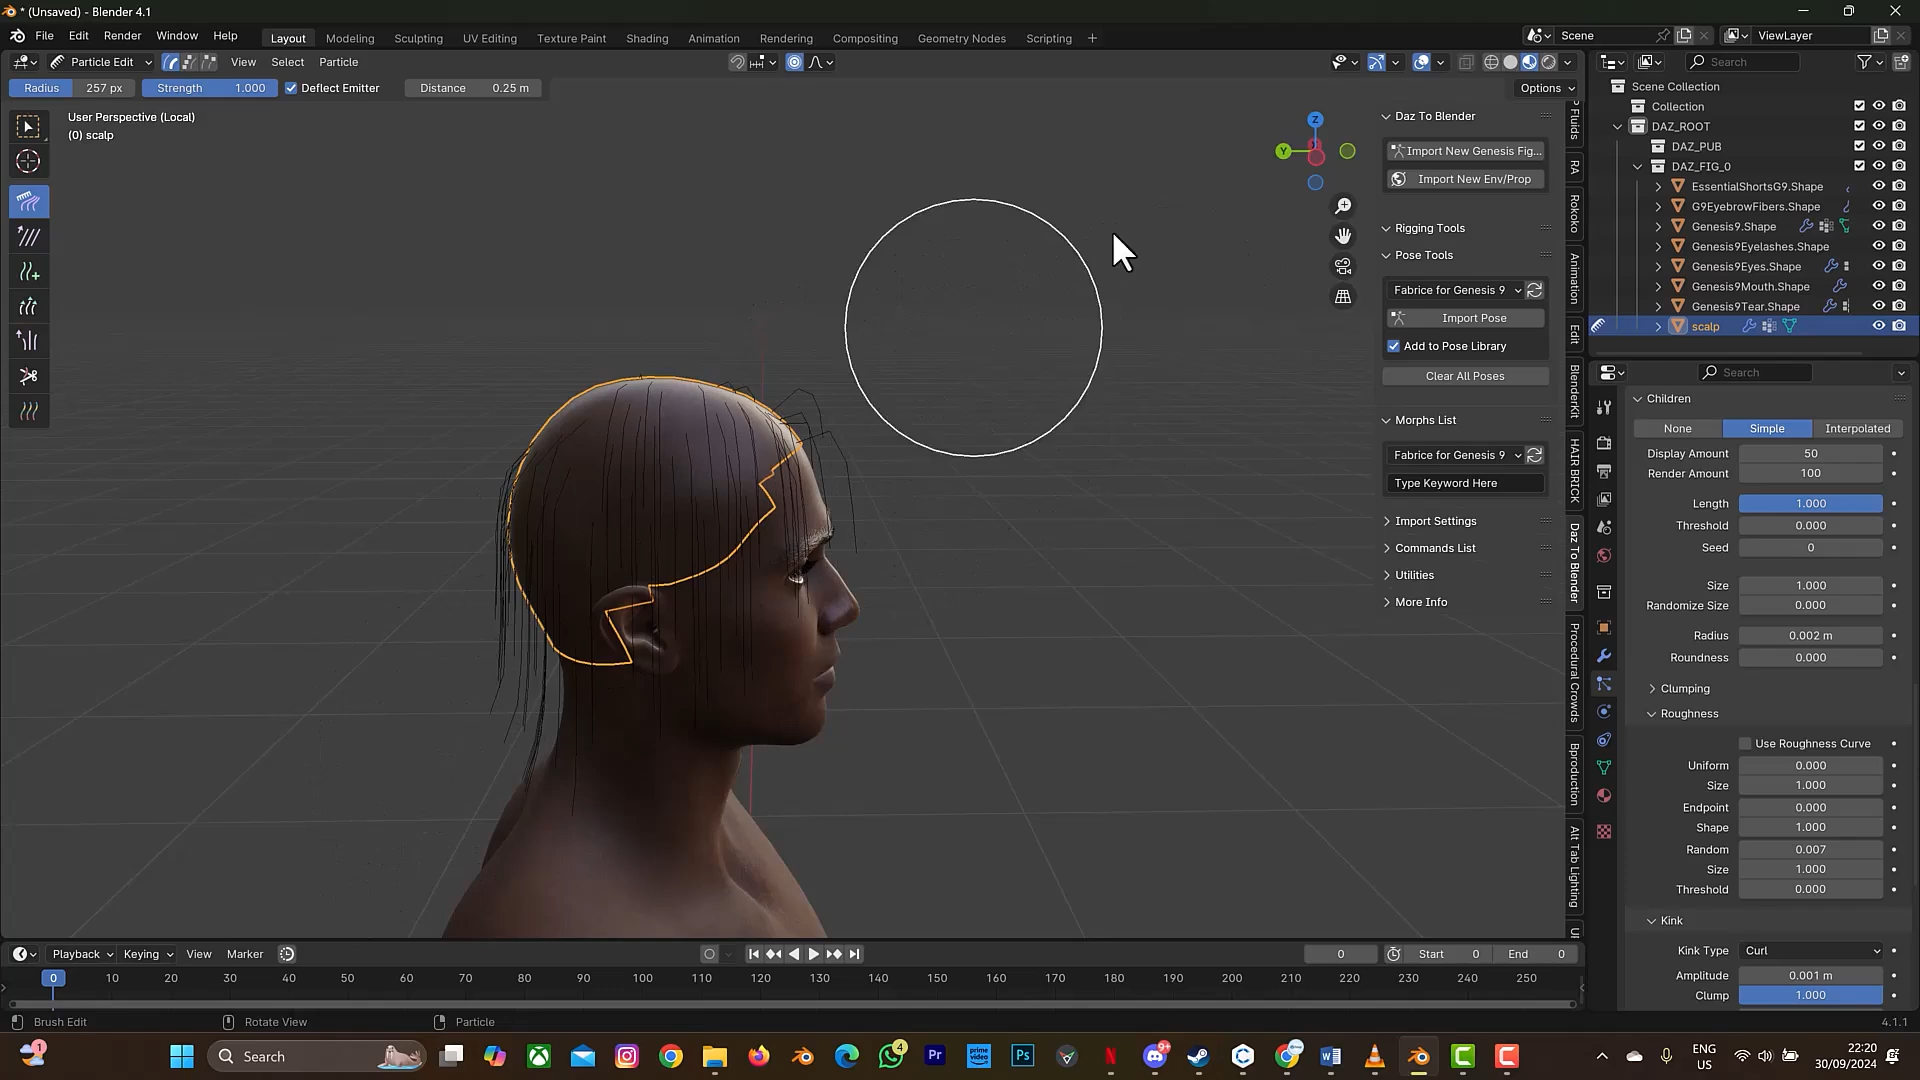 * (Unsaved) - Blender 4.1
File Edit Render Window Help
Layout Modeling Sculpting UV Editing Texture Paint Shading Animation Rendering Compositing Geometry Nodes Scripting +
Scene
ViewLayer
Particle Edit View Select Particle
Search
Radius 257 px Strength 1.000 Deflect Emitter Distance 0.25 m
Options
User Perspective (Local)
(0) scalp
Z
Y
Daz To Blender
Import New Genesis Fig...
Import New Env/Prop
Rigging Tools
Pose Tools
Fabrice for Genesis 9
Import Pose
Add to Pose Library
Clear All Poses
Morphs List
Fabrice for Genesis 9
Type Keyword Here
Import Settings
Commands List
Utilities
More Info
Fluids
RA
Rokoko
Animation
Edit
BlenderKit
HAIR BRICK
Daz To Blender
Procedural Crowds
Bproduction
Alt Tab Lighting
Scene Collection
Collection
DAZ_ROOT
DAZ_PUB
DAZ_FIG_0
EssentialShortsG9.Shape
G9EyebrowFibers.Shape
Genesis9.Shape
Genesis9Eyelashes.Shape
Genesis9Eyes.Shape
Genesis9Mouth.Shape
Genesis9Tear.Shape
scalp
Search
Children
None Simple Interpolated
Display Amount 50
Render Amount 100
Length 1.000
Threshold 0.000
Seed 0
Size 1.000
Randomize Size 0.000
Radius 0.002 m
Roundness 0.000
Clumping
Roughness
Use Roughness Curve
Uniform 0.000
Size 1.000
Endpoint 0.000
Shape 1.000
Random 0.007
Size 1.000
Threshold 0.000
Kink
Kink Type Curl
Amplitude 0.001 m
Clump 1.000
Playback Keying View Marker
0 Start 0 End 0
0 10 20 30 40 50 60 70 80 90 100 110 120 130 140 150 160 170 180 190 200 210 220 230 240 250
Brush Edit Rotate View Particle
4.1.1
1
Search
4
Pr
prime video
Ps
9+
ENG
US
22:20
30/09/2024